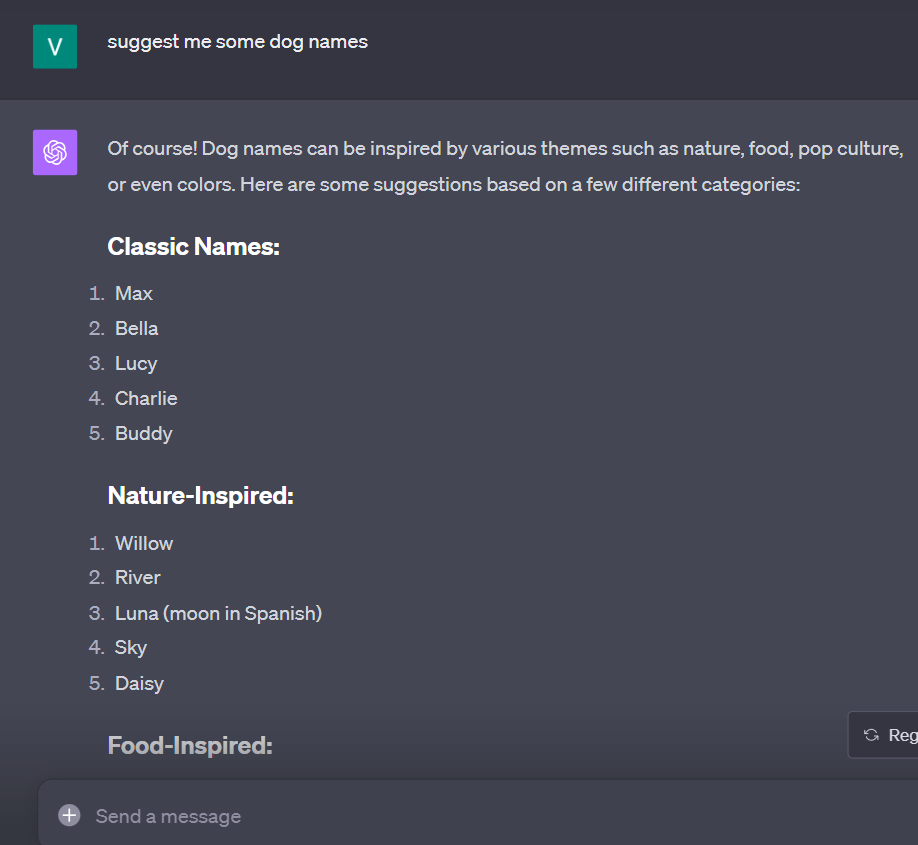 V
suggest me some dog names
Of course! Dog names can be inspired by various themes such as nature, food, pop culture,
or even colors. Here are some suggestions based on a few different categories:
Classic Names:
1. Max
2. Bella
3. Lucy
4. Charlie
5. Buddy
Nature-Inspired:
1. Willow
2. River
3. Luna (moon in Spanish)
4. Sky
5. Daisy
Food-Inspired:
Reg
Send a message